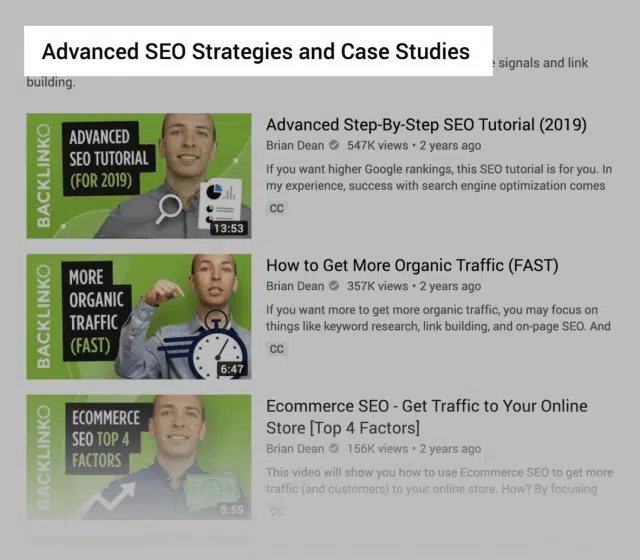 Advanced SEO Strategies and Case Studies
signals and link
building.
BACKLINKO
ADVANCED
SEO TUTORIAL
(FOR 2019)
13:53
Advanced Step-By-Step SEO Tutorial (2019)
Brian Dean 547K views • 2 years ago
If you want higher Google rankings, this SEO tutorial is for you. In
my experience, success with search engine optimization comes
CC
BACKLINKO
MORE
ORGANIC
TRAFFIC
(FAST)
6:47
How to Get More Organic Traffic (FAST)
Brian Dean 357K views • 2 years ago
If you want more to get more organic traffic, you may focus on
things like keyword research, link building, and on-page SEO. And
CC
BACKLINKO
ECOMMERCE
SEO TOP 4
FACTORS
8:59
Ecommerce SEO - Get Traffic to Your Online
Store [Top 4 Factors]
Brian Dean 156K views • 2 years ago
This video will show you how to use Ecommerce SEO to get more
traffic (and customers) to your online store. How? By focusing
CC